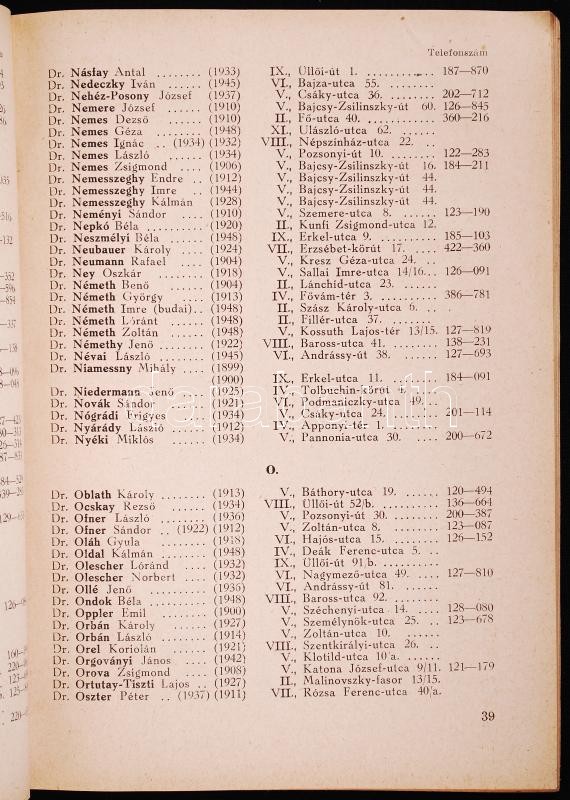 Telefonszám
Dr. Násfay Antal ........ (1933) IX., Üllői-út 1. .......... 187—870
Dr. Nedeczky Iván ...... (1945) VI., Bajza-utca 55. .......
Dr. Nehéz-Posony József (1937) V., Csáky-utca 36. ........ 202—712
Dr. Nemere József ...... (1910) V., Bajcsy-Zsilinszky-út 60. 126—845
Dr. Nemes Dezső ...... (1910) II., Fő-utca 40. ........... 360—216
Dr. Nemes Géza ........ (1948) XI., Ulászló-utca 62. ......
Dr. Nemes Ignác .. (1934) (1932) VIII., Népszínház-utca 22. ..
Dr. Nemes László ...... (1934) V., Pozsonyi-út 10. ........ 122—283
Dr. Nemes Zsigmond .... (1906) V., Bajcsy-Zsilinszky-út 16. 184—211
Dr. Nemesszeghy Endre .. (1912) V., Bajcsy-Zsilinszky-út 44.
Dr. Nemesszeghy Imre .. (1944) V., Bajcsy-Zsilinszky-út 44.
Dr. Nemesszeghy Kálmán (1928) V., Bajcsy-Zsilinszky-út 44.
Dr. Neményi Sándor .... (1910) V., Szemere-utca 8. ...... 123—190
Dr. Nepkó Béla .......... (1920) II., Kunfi Zsigmond-utca 12.
Dr. Neszmélyi Béla ...... (1948) IX., Erkel-utca 9. ........ 185—103
Dr. Neubauer Károly .... (1924) VII., Erzsébet-körút 17. .... 422—360
Dr. Neumann Rafael .... (1904) V., Kresz Géza-utca 24. ..
Dr. Ney Oszkár ........ (1918) V., Sallai Imre-utca 14/16... 126—091
Dr. Németh Benő ...... (1904) II., Lánchíd-utca 23. ......
Dr. Németh György .... (1913) IV., Fővám-tér 3. .......... 386—781
Dr. Németh Imre (budai).. (1948) II., Szász Károly-utca 6. ..
Dr. Németh Lóránt ...... (1948) II., Fillér-utca 37. ........
Dr. Németh Zoltán ...... (1948) V., Kossuth Lajos-tér 13/15. 127—819
Dr. Némethy Jenő ...... (1922) VIII., Baross-utca 41. ...... 138—231
Dr. Névai László ........ (1945) VI., Andrássy-út 38. ...... 127—693
Dr. Niamessny Mihály .... (1899)
(1900) IX., Erkel-utca 11. ........ 184—091
Dr. Niedermann Jenő .... (1925) IV., Tolbuchin-körút
Dr. Novák Sándor ...... (1921) VI., Podmaniczky-utca 49. ..
Dr. Nógrádi Frigyes .... (1934) V., Csáky-utca 24. ........ 201—114
Dr. Nyárády László ...... (1912) IV., Apponyi-tér 1. ........
Dr. Nyéki Miklós ...... (1934) V., Pannonia-utca 30. ...... 200—672
O.
Dr. Oblath Károly ........ (1913) V., Báthory-utca 19. ...... 120—494
Dr. Ocskay Rezső ...... (1934) VIII., Üllői-út 52/b. ........ 136—664
Dr. Ofner László ........ (1936) V., Pozsonyi-út 30. ...... 200—387
Dr. Ofner Sándor .. (1922) (1912) V., Zoltán-utca 8. ........ 123—087
Dr. Oláh Gyula ........ (1918) VI., Hajós-utca 15. ........ 126—152
Dr. Oldal Kálmán ...... (1948) IV., Deák Ferenc-utca 5. ..
Dr. Olescher Lóránd .... (1932) IX., Üllői-út 91/b. ........
Dr. Olescher Norbert .... (1932) VI., Nagymező-utca 49. .... 127—810
Dr. Ollé Jenő .......... (1936) VI., Andrássy-út 81. ......
Dr. Ondok Béla ........ (1948) VIII., Baross-utca 92. ......
Dr. Oppler Emil ........ (1900) V., Széchenyi-utca 14. .... 128—080
Dr. Orbán Károly ...... (1927) V., Személynök-utca 25. .. 123—678
Dr. Orbán László ...... (1914) V., Zoltán-utca 10. ......
Dr. Orel Koriolán ...... (1921) VIII., Szentkirályi-utca 26. ..
Dr. Orgoványi János .... (1942) V., Klotild-utca 10/a. ......
Dr. Orova Zsigmond .... (1908) V., Katona József-utca 9/11. 121—179
Dr. Ortutay-Tiszti Lajos .. (1927) II., Malinovszky-fasor 13/15.
Dr. Oszter Péter .. (1937) (1911) VII., Rózsa Ferenc-utca 40/a.
39